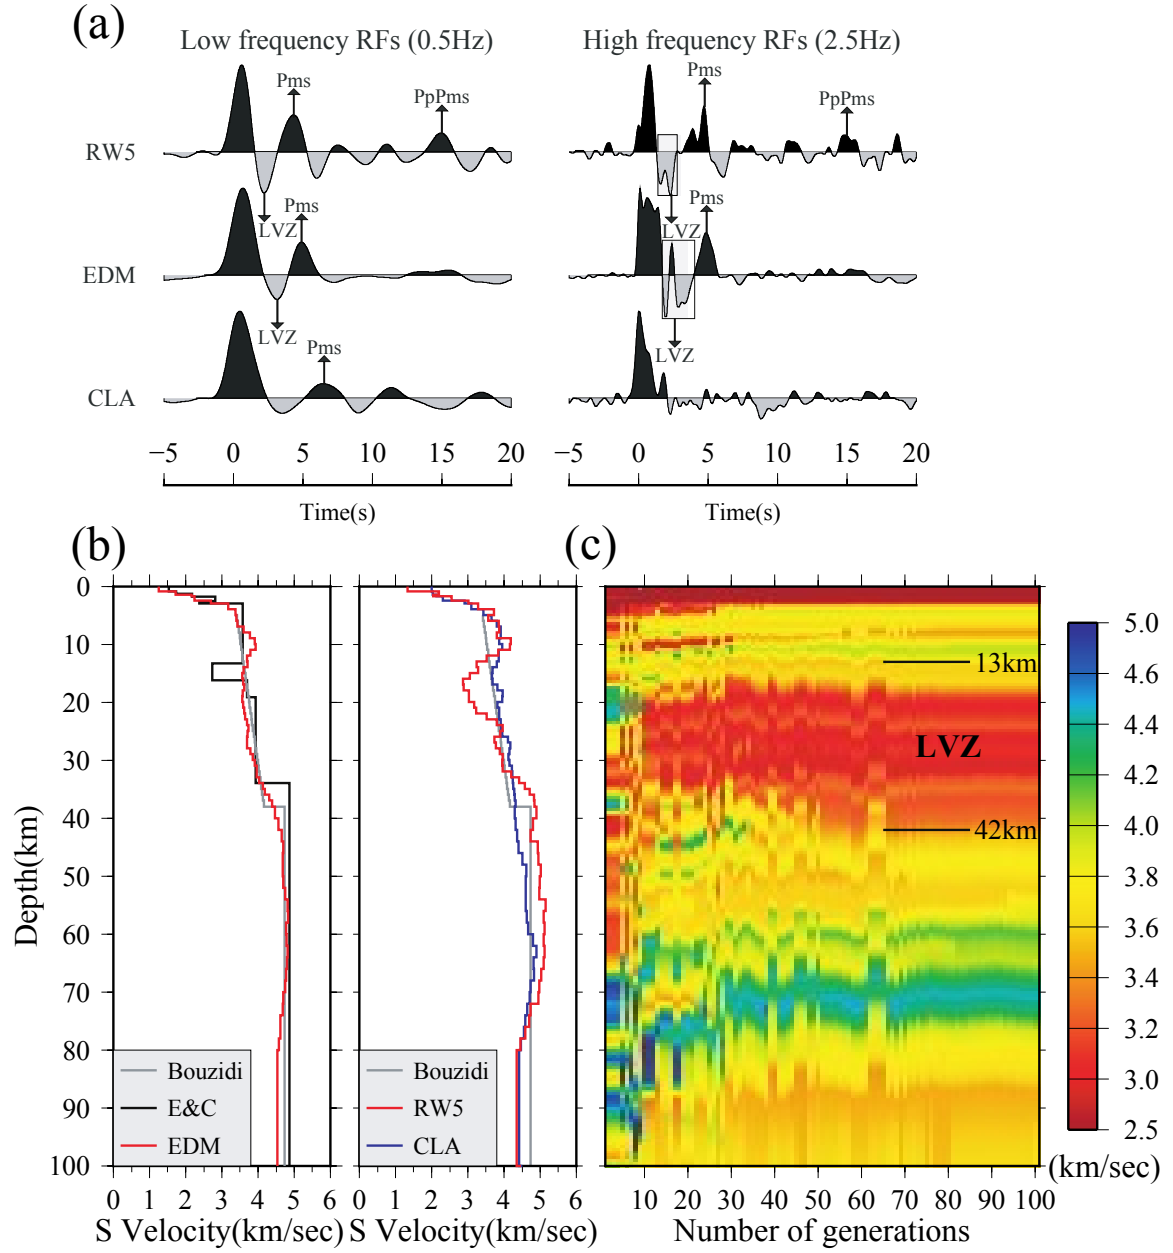 (a)
Low frequency RFs (0.5Hz)
High frequency RFs (2.5Hz)
Pms
PpPms
Pms
PpPms
RW5
LVZ
Pms
LVZ
Pms
EDM
LVZ
Pms
LVZ
CLA
−5 0 5 10 15 20
−5 0 5 10 15 20
Time(s)
Time(s)
(b)
(c)
Depth(km)
0
10
20
30
40
50
60
70
80
90
100
Bouzidi
E&C
EDM
0 1 2 3 4 5 6
S Velocity(km/sec)
Bouzidi
RW5
CLA
0 1 2 3 4 5 6
S Velocity(km/sec)
13km
LVZ
42km
10 20 30 40 50 60 70 80 90 100
Number of generations
5.0
4.6
4.4
4.2
4.0
3.8
3.6
3.4
3.2
3.0
2.5
(km/sec)